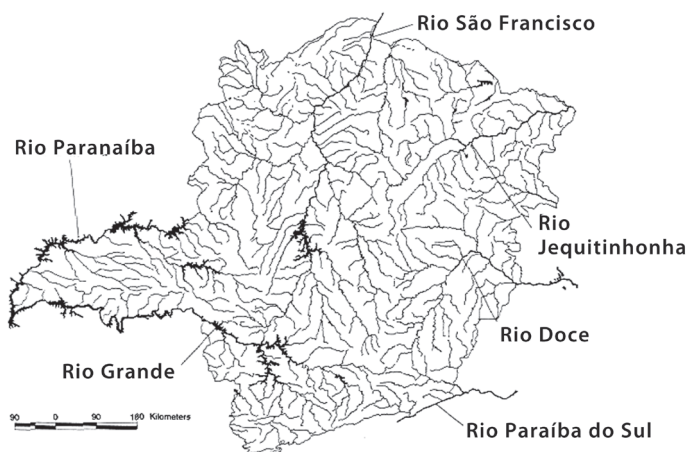 Rio São Francisco
Rio Paranaíba
Rio
Jequitinhonha
Rio Doce
Rio Grande
90 0 90 180 Kilometers
Rio Paraíba do Sul